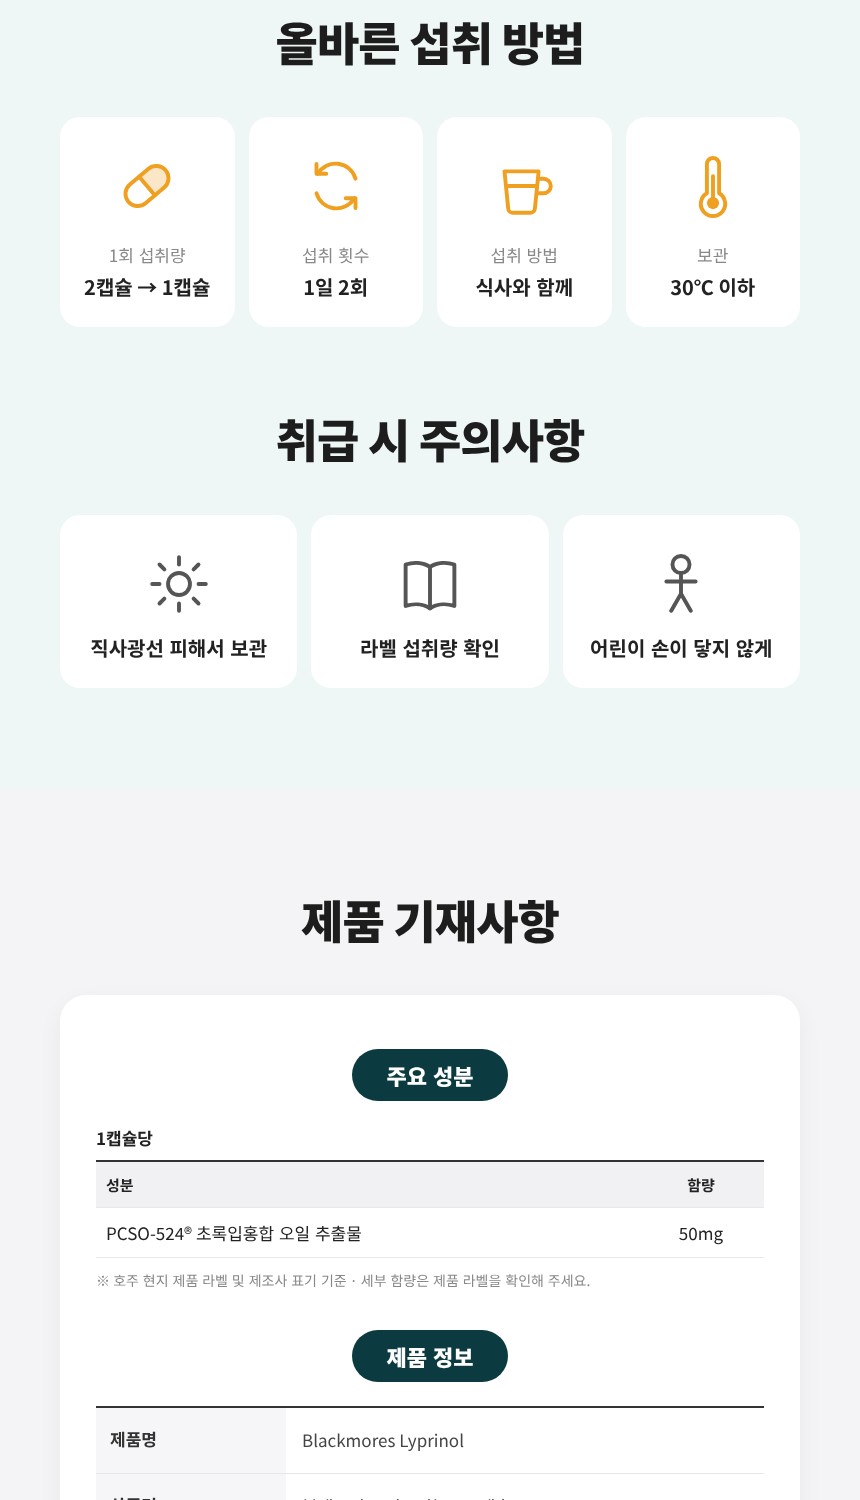 올바른 섭취 방법
1회 섭취량
2캡슐 → 1캡슐
섭취 횟수
1일 2회
섭취 방법
식사와 함께
보관
30℃ 이하
취급 시 주의사항
직사광선 피해서 보관
라벨 섭취량 확인
어린이 손이 닿지 않게
제품 기재사항
주요 성분
1캡슐당
성분 함량
PCSO-524® 초록입홍합 오일 추출물 50mg
※ 호주 현지 제품 라벨 및 제조사 표기 기준 · 세부 함량은 제품 라벨을 확인해 주세요.
제품 정보
제품명 Blackmores Lyprinol